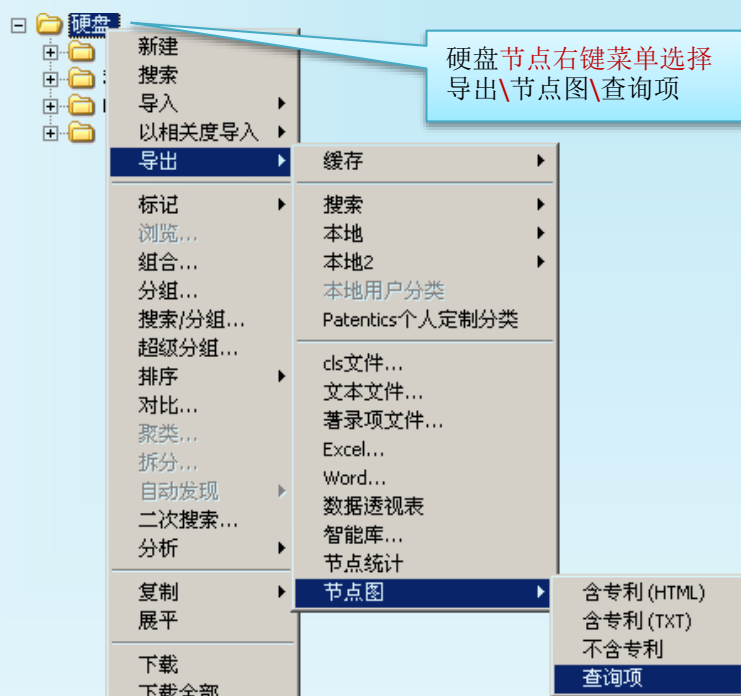 硬盘
硬盘节点右键菜单选择
导出\节点图\查询项
新建
搜索
导入
以相关度导入
导出
标记
浏览...
组合...
分组...
搜索/分组...
超级分组...
排序
对比...
聚类...
拆分...
自动发现
二次搜索...
分析
复制
展平
下载
下载全部
缓存
搜索
本地
本地2
本地用户分类
Patentics个人定制分类
cls文件...
文本文件...
著录项文件...
Excel...
Word...
数据透视表
智能库...
节点统计
节点图
含专利(HTML)
含专利(TXT)
不含专利
查询项